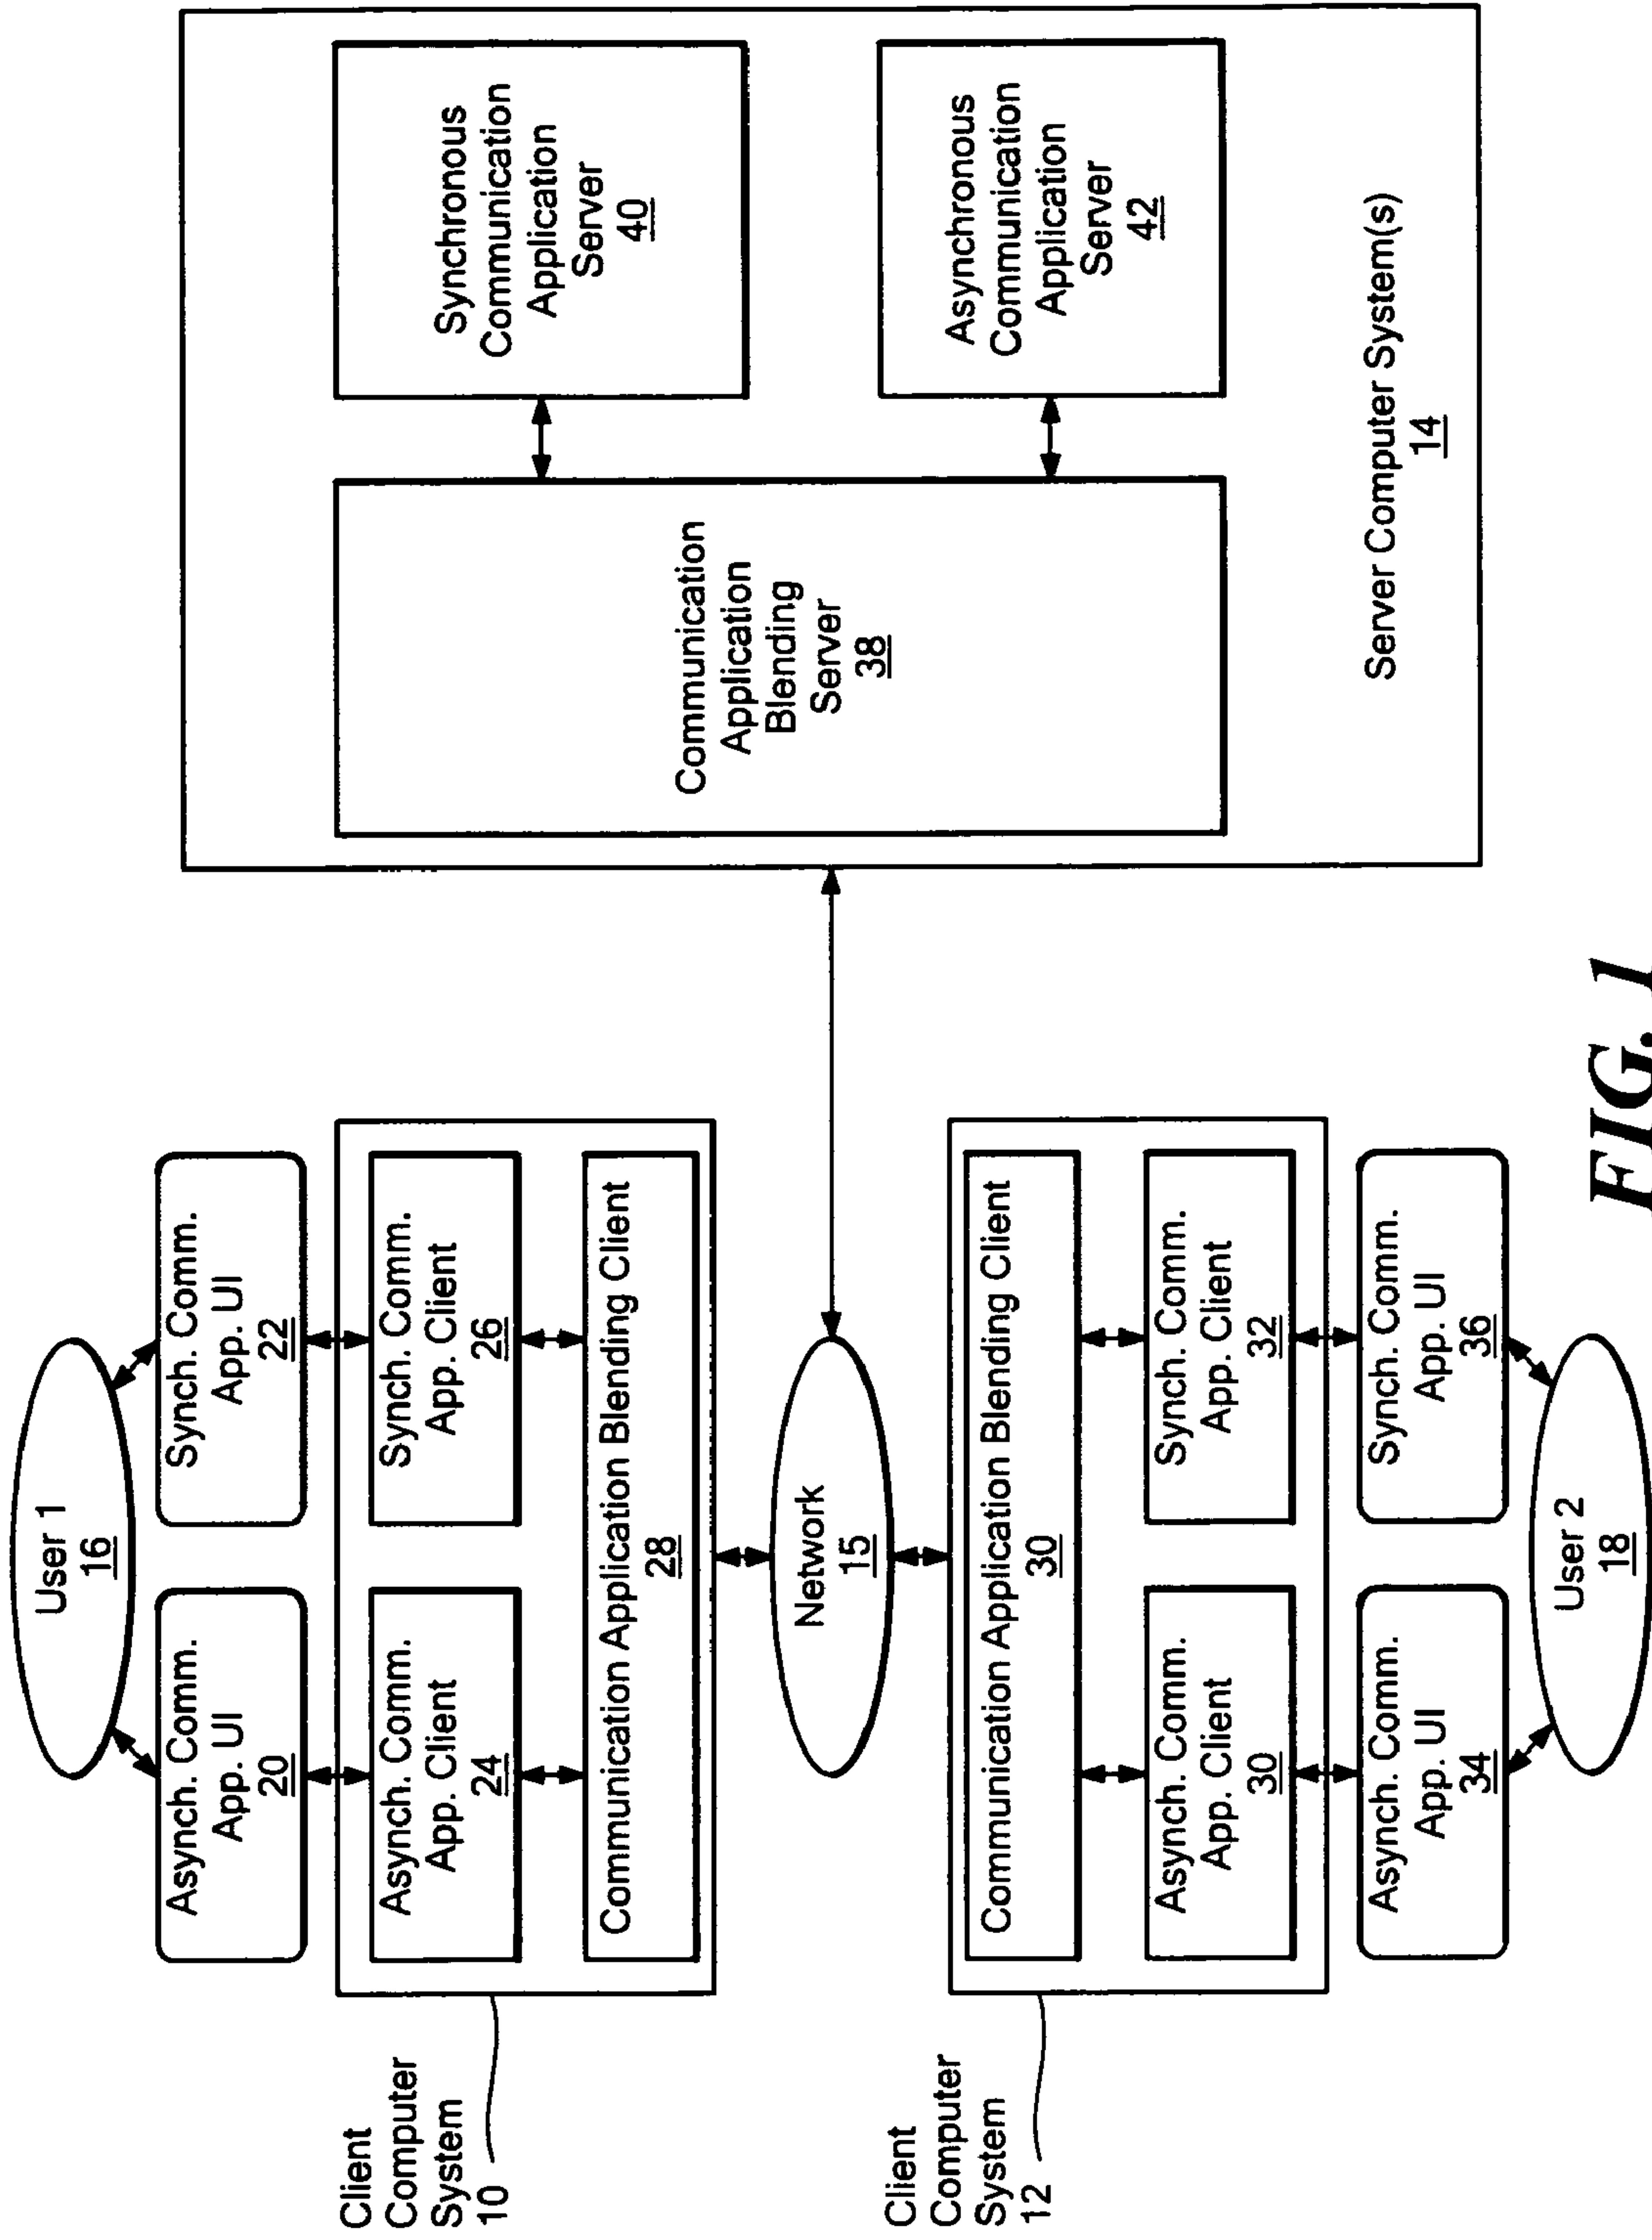 User 1
16
Asynch. Comm.
App. UI
20
Synch. Comm.
App. UI
22
Client
Computer
System
10
Asynch. Comm.
App. Client
24
Synch. Comm.
App. Client
26
Communication Application Blending Client
28
Network
15
Client
Computer
System
12
Communication Application Blending Client
30
Asynch. Comm.
App. Client
30
Synch. Comm.
App. Client
32
Asynch. Comm.
App. UI
34
Synch. Comm.
App. UI
36
User 2
18
Communication
Application
Blending
Server
38
Synchronous
Communication
Application
Server
40
Asynchronous
Communication
Application
Server
42
Server Computer System(s)
14
FIG. 1